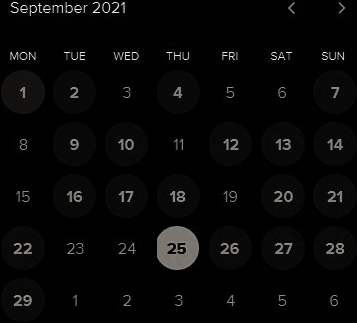 September 2021
MON TUE WED THU FRI SAT SUN
1 2 3 4 5 6 7
8 9 10 11 12 13 14
15 16 17 18 19 20 21
22 23 24 25 26 27 28
29 1 2 3 4 5 6